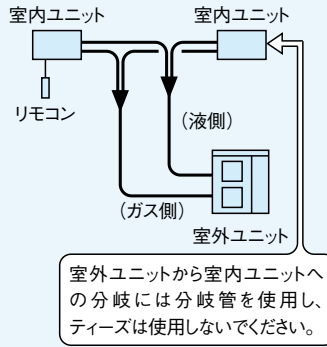 室内ユニット
室内ユニット
リモコン
(液側)
(ガス側)
室外ユニット
室外ユニットから室内ユニットへ
の分岐には分岐管を使用し、
ティーズは使用しないでください。